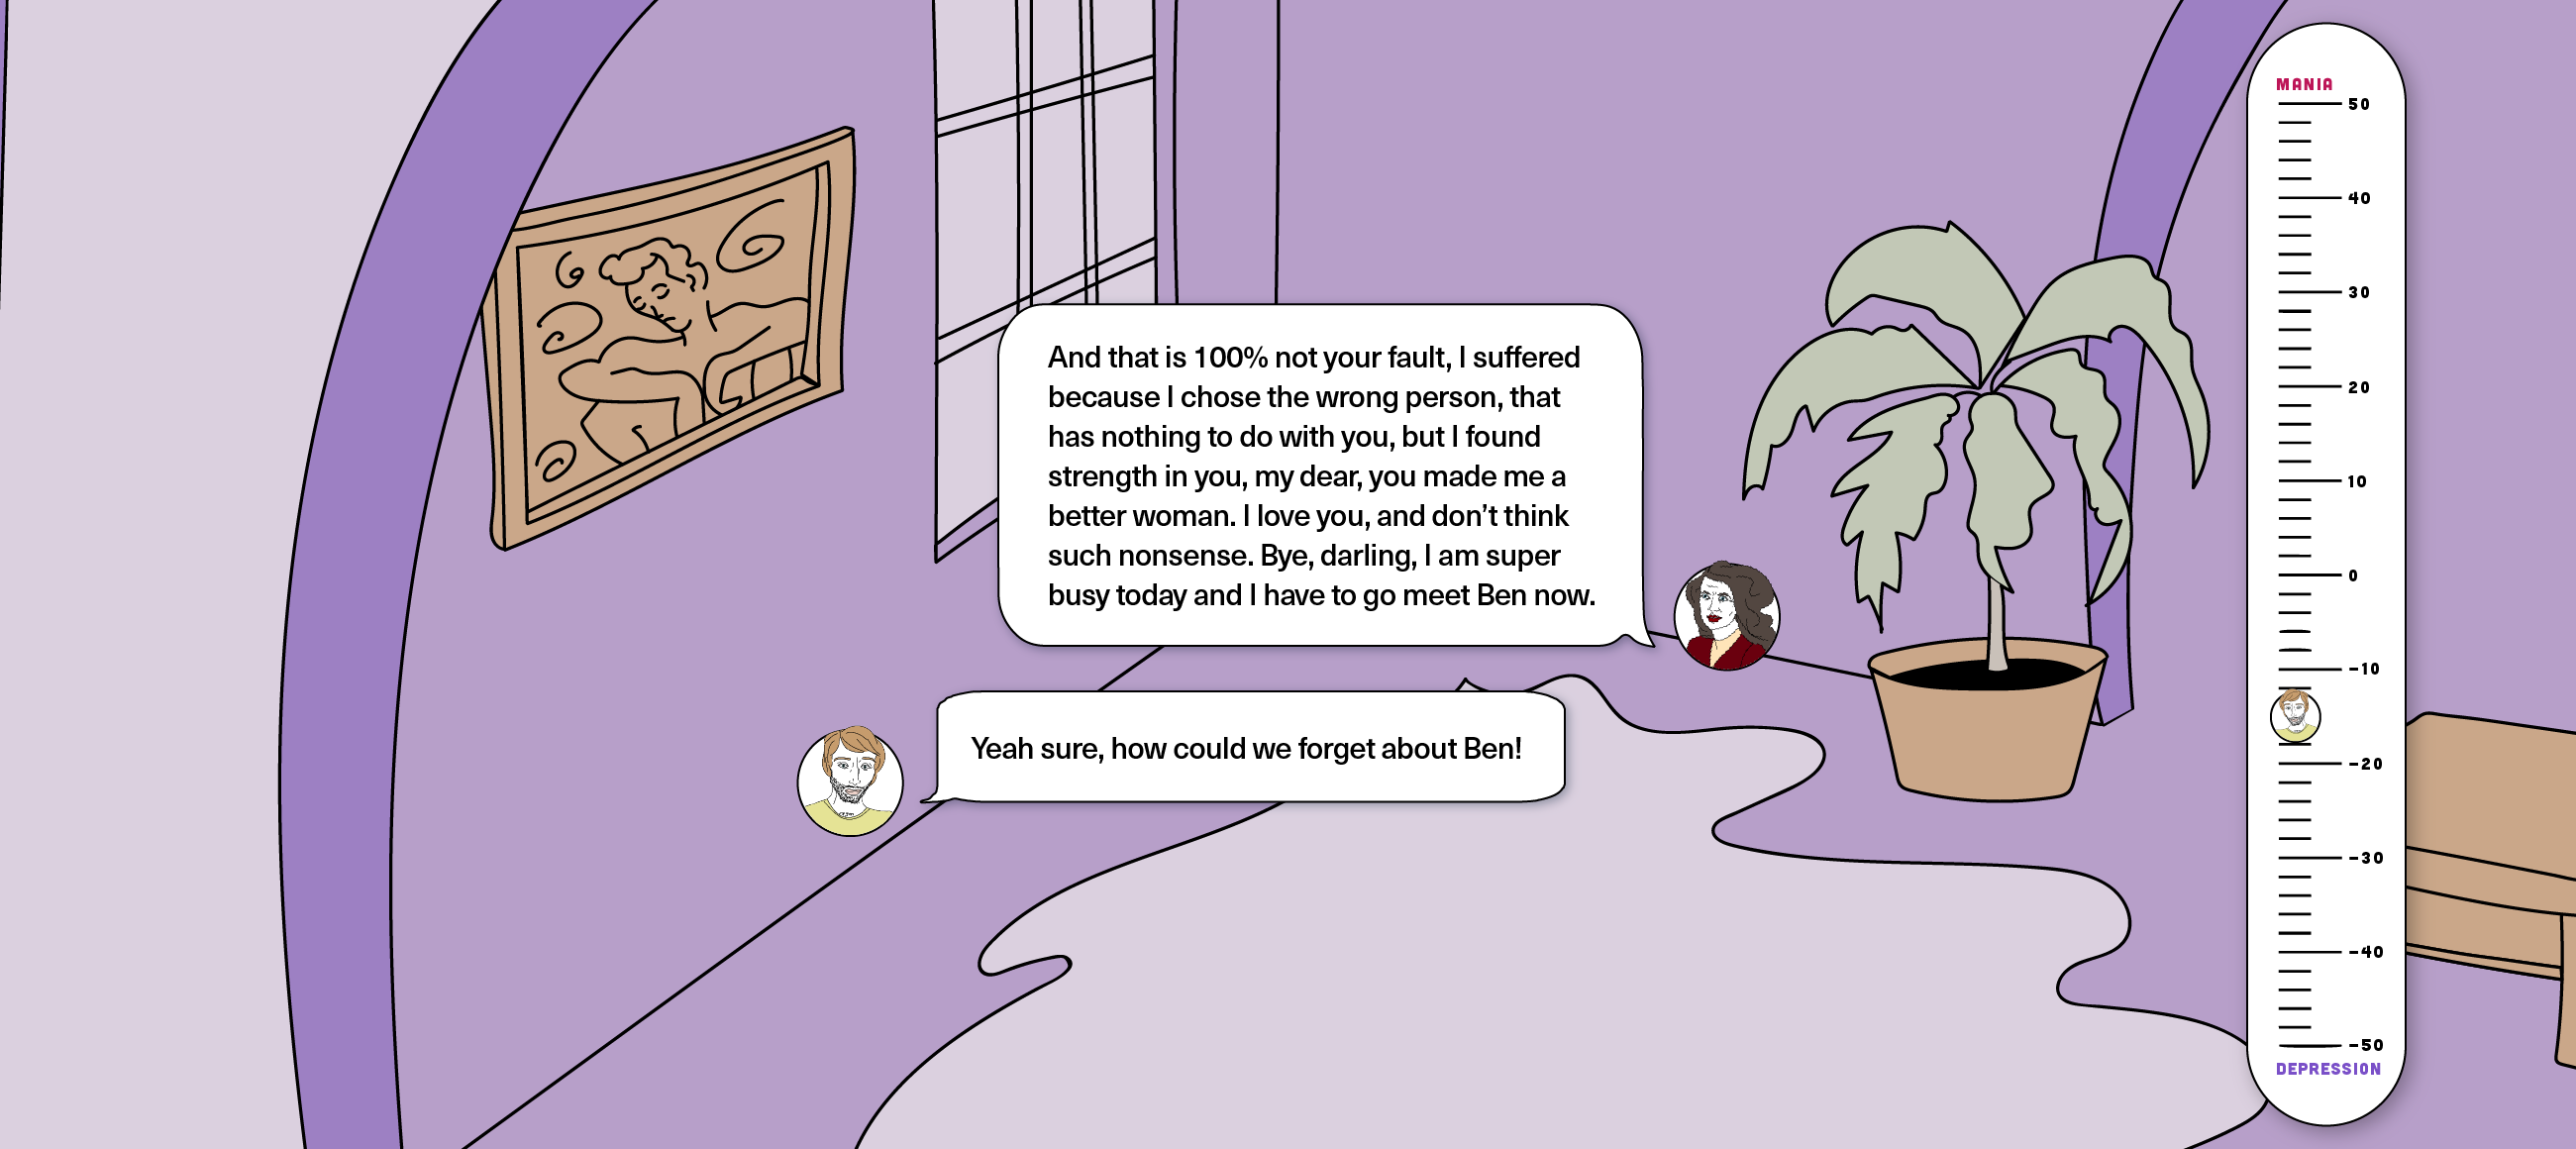 And that is 100% not your fault, I suffered
because I chose the wrong person, that
has nothing to do with you, but I found
strength in you, my dear, you made me a
better woman. I love you, and don’t think
such nonsense. Bye, darling, I am super
busy today and I have to go meet Ben now.
Yeah sure, how could we forget about Ben!
MANIA
50
40
30
20
10
0
-10
-20
-30
-40
-50
DEPRESSION